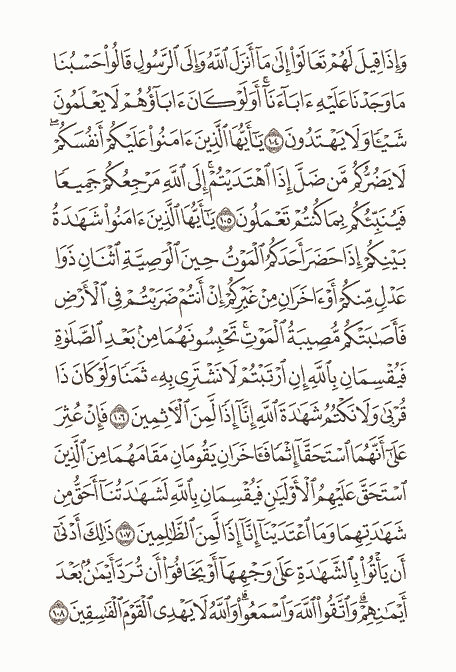 وَإِذَا قِيلَ لَهُمْ تَعَالَوْا۟ إِلَىٰ مَآ أَنزَلَ ٱللَّهُ وَإِلَى ٱلرَّسُولِ قَالُوا۟ حَسْبُنَا
مَا وَجَدْنَا عَلَيْهِ ءَابَآءَنَآ ۚ أَوَلَوْ كَانَ ءَابَآؤُهُمْ لَا يَعْلَمُونَ
شَيْـًٔا وَلَا يَهْتَدُونَ ١٠٤ يَـٰٓأَيُّهَا ٱلَّذِينَ ءَامَنُوا۟ عَلَيْكُمْ أَنفُسَكُمْ ۖ
لَا يَضُرُّكُم مَّن ضَلَّ إِذَا ٱهْتَدَيْتُمْ ۚ إِلَى ٱللَّهِ مَرْجِعُكُمْ جَمِيعًا
فَيُنَبِّئُكُم بِمَا كُنتُمْ تَعْمَلُونَ ١٠٥ يَـٰٓأَيُّهَا ٱلَّذِينَ ءَامَنُوا۟ شَهَـٰدَةُ
بَيْنِكُمْ إِذَا حَضَرَ أَحَدَكُمُ ٱلْمَوْتُ حِينَ ٱلْوَصِيَّةِ ٱثْنَانِ ذَوَا
عَدْلٍ مِّنكُمْ أَوْ ءَاخَرَانِ مِنْ غَيْرِكُمْ إِنْ أَنتُمْ ضَرَبْتُمْ فِى ٱلْأَرْضِ
فَأَصَـٰبَتْكُم مُّصِيبَةُ ٱلْمَوْتِ ۚ تَحْبِسُونَهُمَا مِنۢ بَعْدِ ٱلصَّلَوٰةِ
فَيُقْسِمَانِ بِٱللَّهِ إِنِ ٱرْتَبْتُمْ لَا نَشْتَرِى بِهِۦ ثَمَنًا وَلَوْ كَانَ ذَا
قُرْبَىٰ ۙ وَلَا نَكْتُمُ شَهَـٰدَةَ ٱللَّهِ إِنَّآ إِذًا لَّمِنَ ٱلْـَٔاثِمِينَ ١٠٦ فَإِنْ عُثِرَ
عَلَىٰٓ أَنَّهُمَا ٱسْتَحَقَّآ إِثْمًا فَـَٔاخَرَانِ يَقُومَانِ مَقَامَهُمَا مِنَ ٱلَّذِينَ
ٱسْتَحَقَّ عَلَيْهِمُ ٱلْأَوْلَيَـٰنِ فَيُقْسِمَانِ بِٱللَّهِ لَشَهَـٰدَتُنَآ أَحَقُّ مِن
شَهَـٰدَتِهِمَا وَمَا ٱعْتَدَيْنَآ إِنَّآ إِذًا لَّمِنَ ٱلظَّـٰلِمِينَ ١٠٧ ذَٰلِكَ أَدْنَىٰٓ
أَن يَأْتُوا۟ بِٱلشَّهَـٰدَةِ عَلَىٰ وَجْهِهَآ أَوْ يَخَافُوٓا۟ أَن تُرَدَّ أَيْمَـٰنٌۢ بَعْدَ
أَيْمَـٰنِهِمْ ۗ وَٱتَّقُوا۟ ٱللَّهَ وَٱسْمَعُوا۟ ۗ وَٱللَّهُ لَا يَهْدِى ٱلْقَوْمَ ٱلْفَـٰسِقِينَ ١٠٨